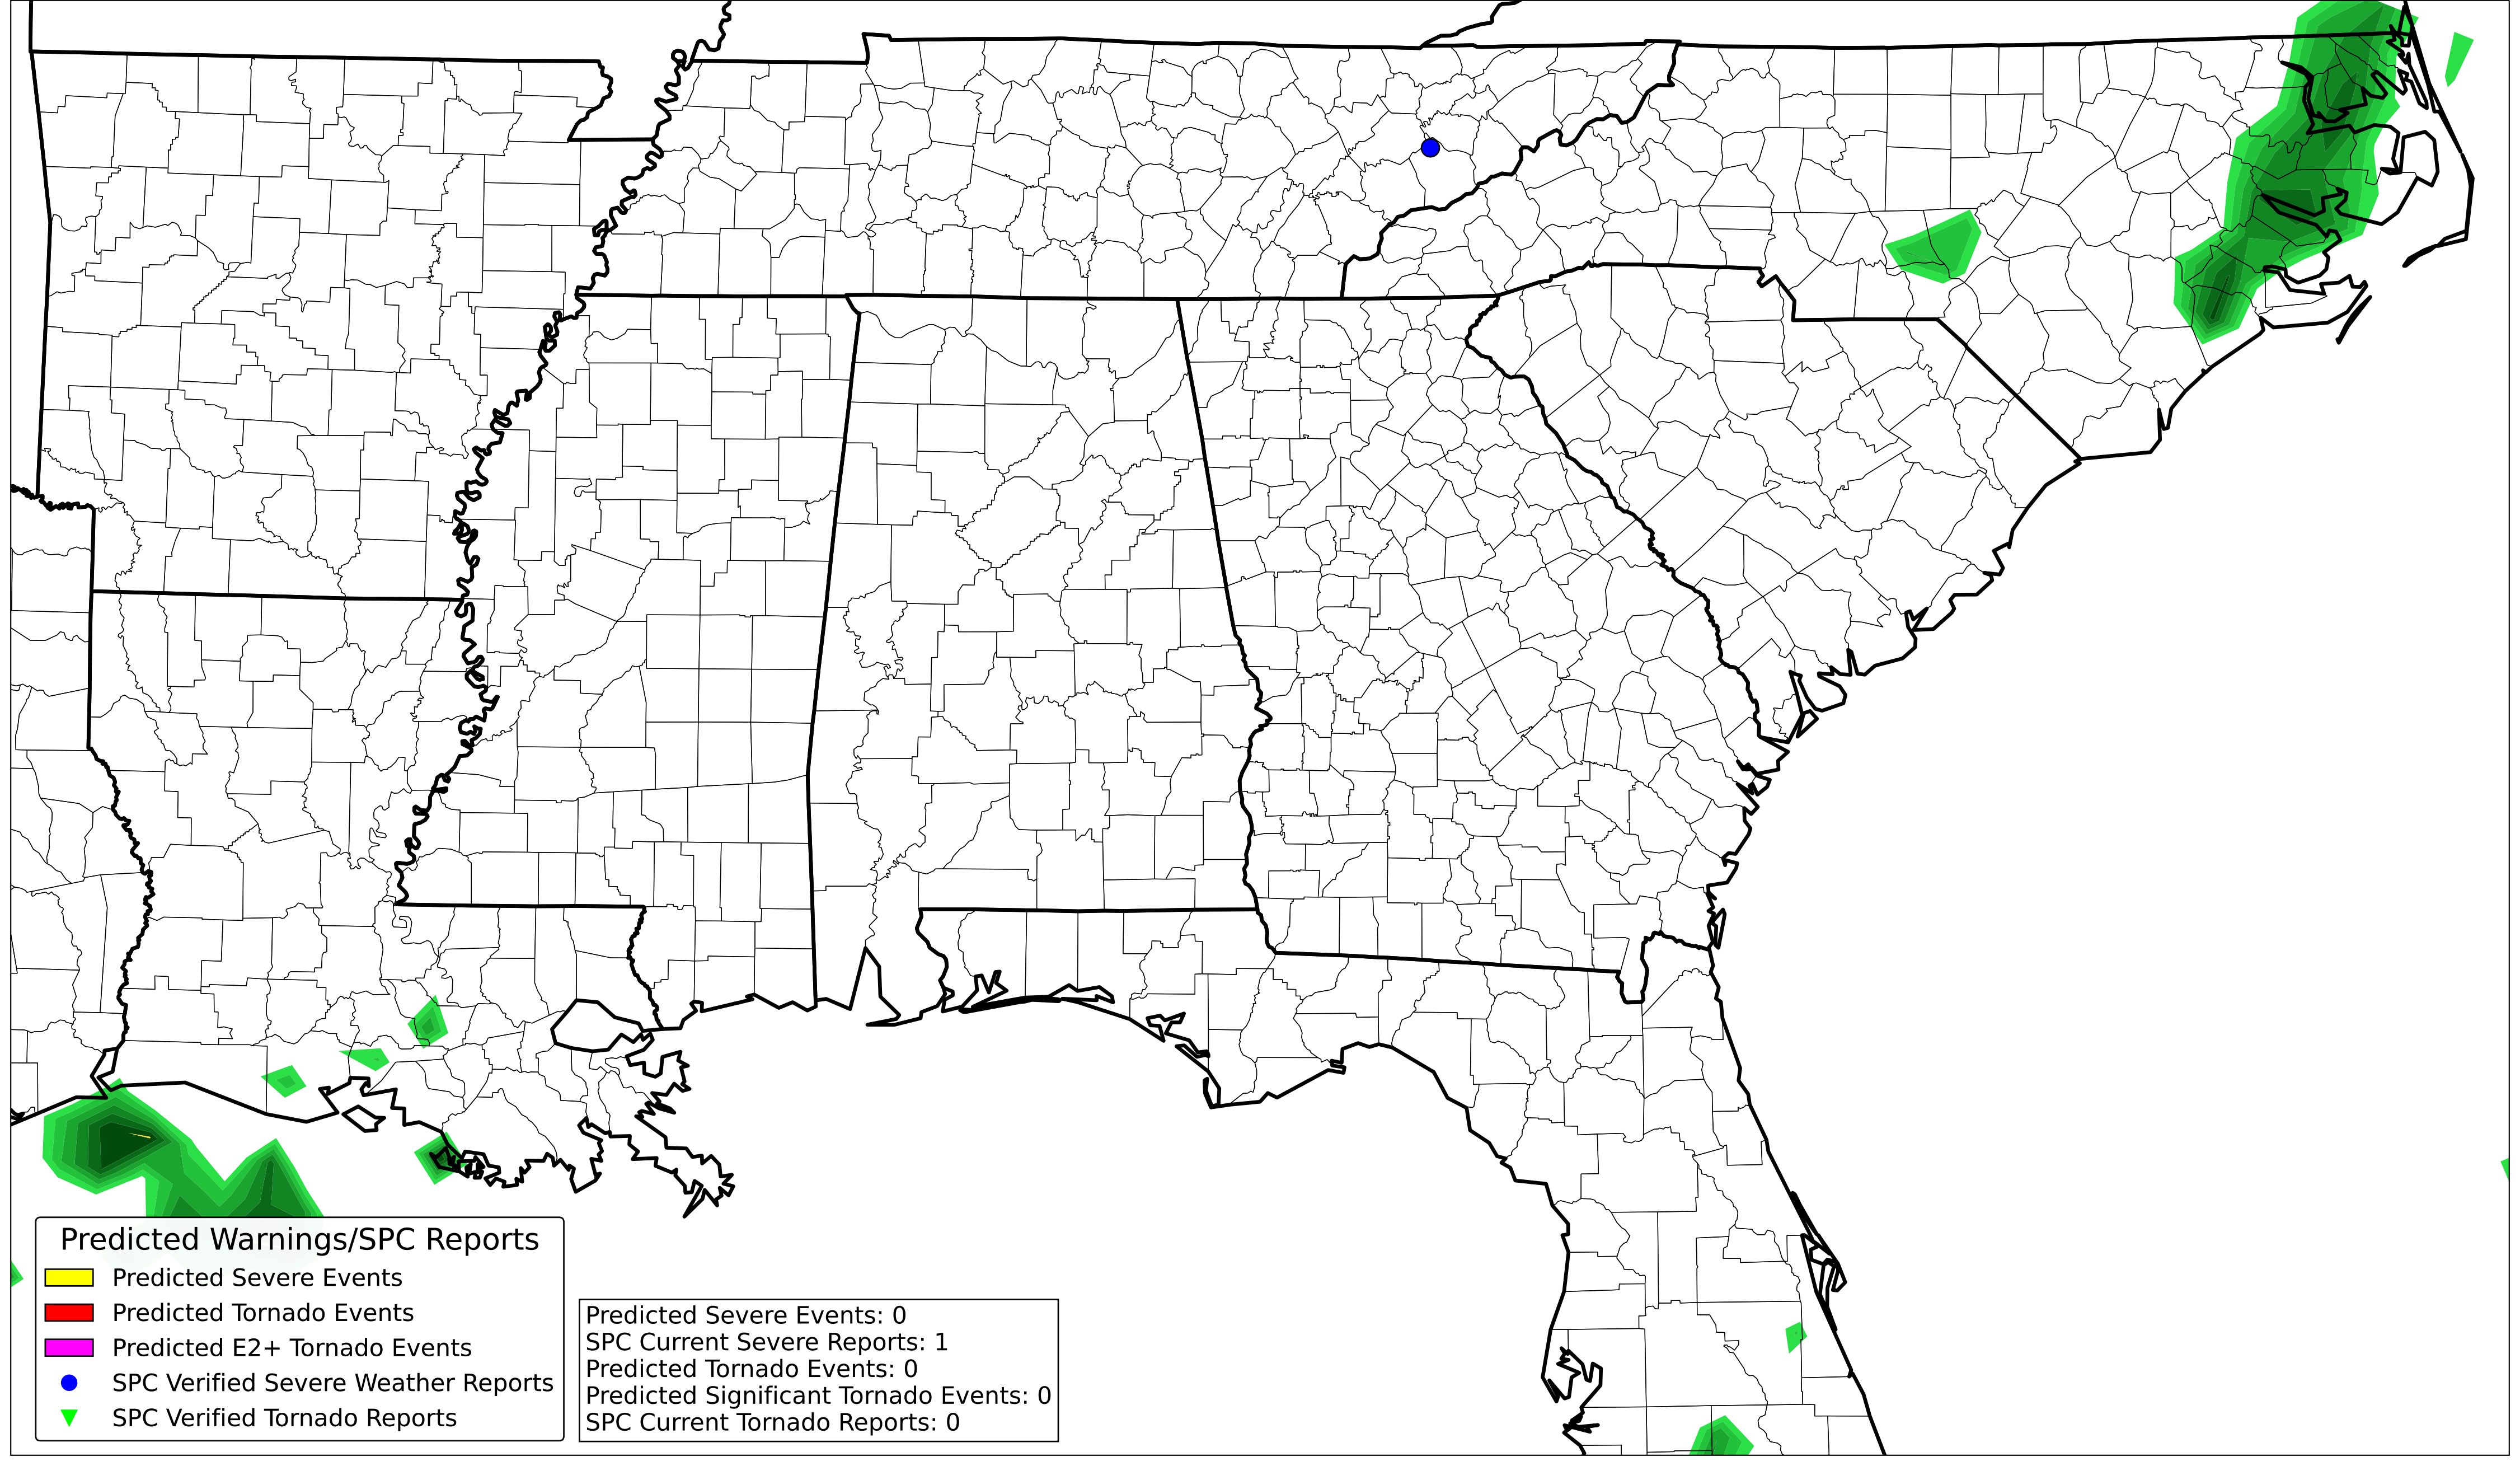 Predicted Warnings/SPC Reports
Predicted Severe Events
Predicted Tornado Events
Predicted E2+ Tornado Events
SPC Verified Severe Weather Reports
SPC Verified Tornado Reports
Predicted Severe Events: 0
SPC Current Severe Reports: 1
Predicted Tornado Events: 0
Predicted Significant Tornado Events: 0
SPC Current Tornado Reports: 0